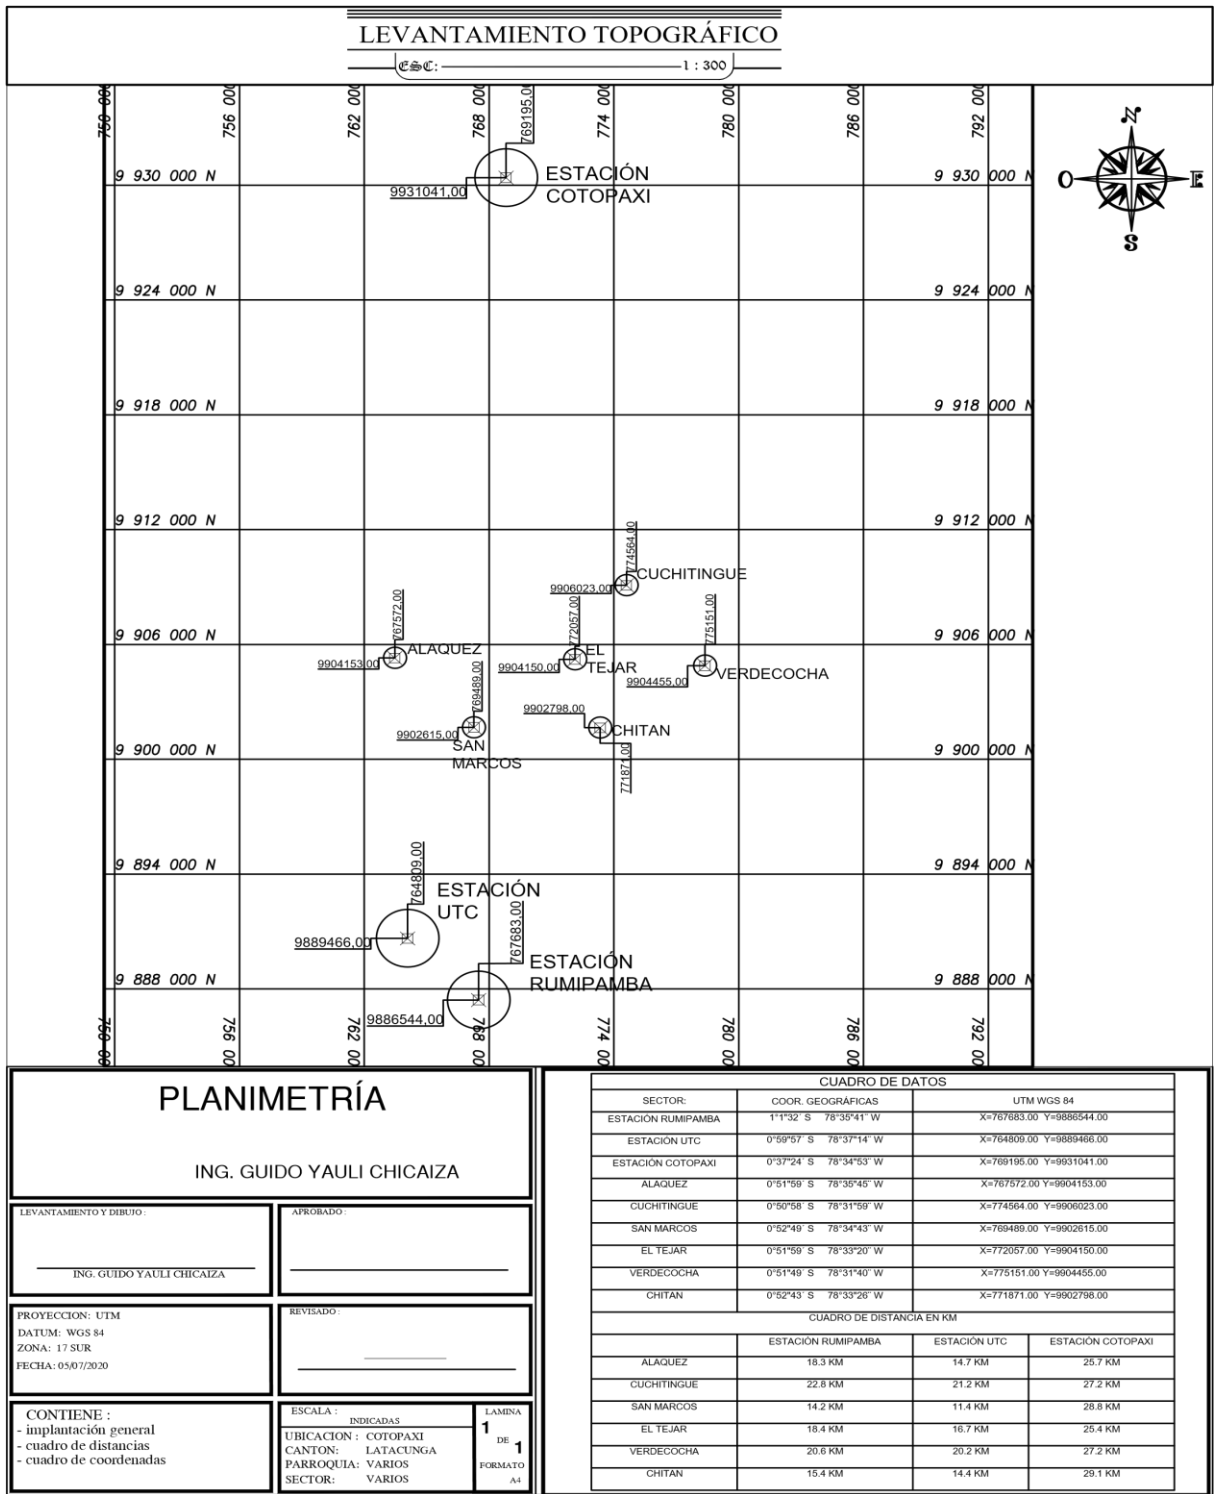 LEVANTAMIENTO TOPOGRÁFICO
ESC: 1 : 300
750 000
756 000
762 000
768 000
769195,00
774 000
780 000
786 000
792 000
N
O
E
S
9 930 000 N
9931041,00
ESTACIÓN
COTOPAXI
9 930 000 N
9 924 000 N
9 924 000 N
9 918 000 N
9 918 000 N
9 912 000 N
9 912 000 N
774564,00
CUCHITINGUE
9906023,00
767572,00
772057,00
775151,00
9 906 000 N
9 906 000 N
ALAQUEZ
9904153,00
EL
TEJAR
9904150,00
VERDECOCHA
9904455,00
769489,00
9902798,00
9902615,00
CHITAN
SAN
MARCOS
9 900 000 N
9 900 000 N
771871,00
9 894 000 N
9 894 000 N
764809,00
ESTACIÓN
UTC
767683,00
9889466,00
ESTACIÓN
RUMIPAMBA
9 888 000 N
9 888 000 N
9886544,00
750 00
756 00
762 00
768 00
774 00
780 00
786 00
792 00
PLANIMETRÍA
ING. GUIDO YAULI CHICAIZA
LEVANTAMIENTO Y DIBUJO :
ING. GUIDO YAULI CHICAIZA
APROBADO :
PROYECCION: UTM
DATUM: WGS 84
ZONA: 17 SUR
FECHA: 05/07/2020
REVISADO :
CONTIENE :
- implantación general
- cuadro de distancias
- cuadro de coordenadas
ESCALA :
INDICADAS
UBICACION : COTOPAXI
CANTON: LATACUNGA
PARROQUIA: VARIOS
SECTOR: VARIOS
LAMINA
1
DE
1
FORMATO
A4
CUADRO DE DATOS
SECTOR: COOR. GEOGRÁFICAS UTM WGS 84
ESTACIÓN RUMIPAMBA 1°1"32´ S 78°35"41¨ W X=767683.00 Y=9886544.00
ESTACIÓN UTC 0°59"57´ S 78°37"14¨ W X=764809.00 Y=9889466.00
ESTACIÓN COTOPAXI 0°37"24´ S 78°34"53¨ W X=769195.00 Y=9931041.00
ALAQUEZ 0°51"59´ S 78°35"45¨ W X=767572.00 Y=9904153.00
CUCHITINGUE 0°50"58´ S 78°31"59¨ W X=774564.00 Y=9906023.00
SAN MARCOS 0°52"49´ S 78°34"43¨ W X=769489.00 Y=9902615.00
EL TEJAR 0°51"59´ S 78°33"20¨ W X=772057.00 Y=9904150.00
VERDECOCHA 0°51"49´ S 78°31"40¨ W X=775151.00 Y=9904455.00
CHITAN 0°52"43´ S 78°33"26¨ W X=771871.00 Y=9902798.00
CUADRO DE DISTANCIA EN KM
ESTACIÓN RUMIPAMBA ESTACIÓN UTC ESTACIÓN COTOPAXI
ALAQUEZ 18.3 KM 14.7 KM 25.7 KM
CUCHITINGUE 22.8 KM 21.2 KM 27.2 KM
SAN MARCOS 14.2 KM 11.4 KM 28.8 KM
EL TEJAR 18.4 KM 16.7 KM 25.4 KM
VERDECOCHA 20.6 KM 20.2 KM 27.2 KM
CHITAN 15.4 KM 14.4 KM 29.1 KM